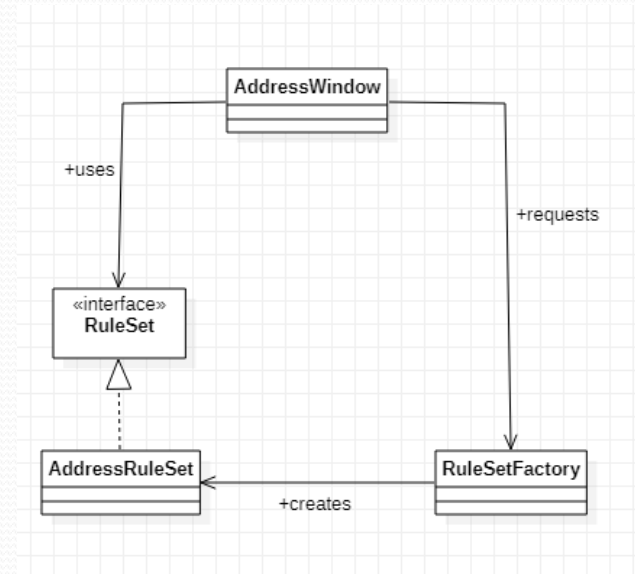 AddressWindow
+uses
+requests
«interface»
RuleSet
AddressRuleSet
RuleSetFactory
+creates